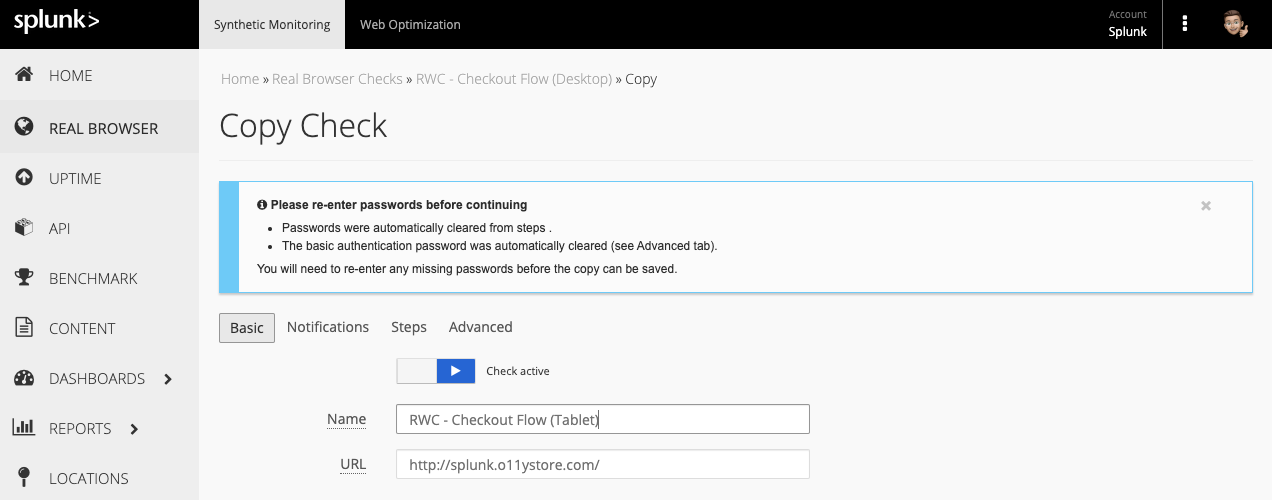 splunk>
Synthetic Monitoring
Web Optimization
Account
Splunk
HOME
REAL BROWSER
UPTIME
API
BENCHMARK
CONTENT
DASHBOARDS
REPORTS
LOCATIONS
Home » Real Browser Checks » RWC - Checkout Flow (Desktop) » Copy
Copy Check
Please re-enter passwords before continuing
• Passwords were automatically cleared from steps .
• The basic authentication password was automatically cleared (see Advanced tab).
You will need to re-enter any missing passwords before the copy can be saved.
Basic
Notifications
Steps
Advanced
Check active
Name
RWC - Checkout Flow (Tablet)
URL
http://splunk.o11ystore.com/